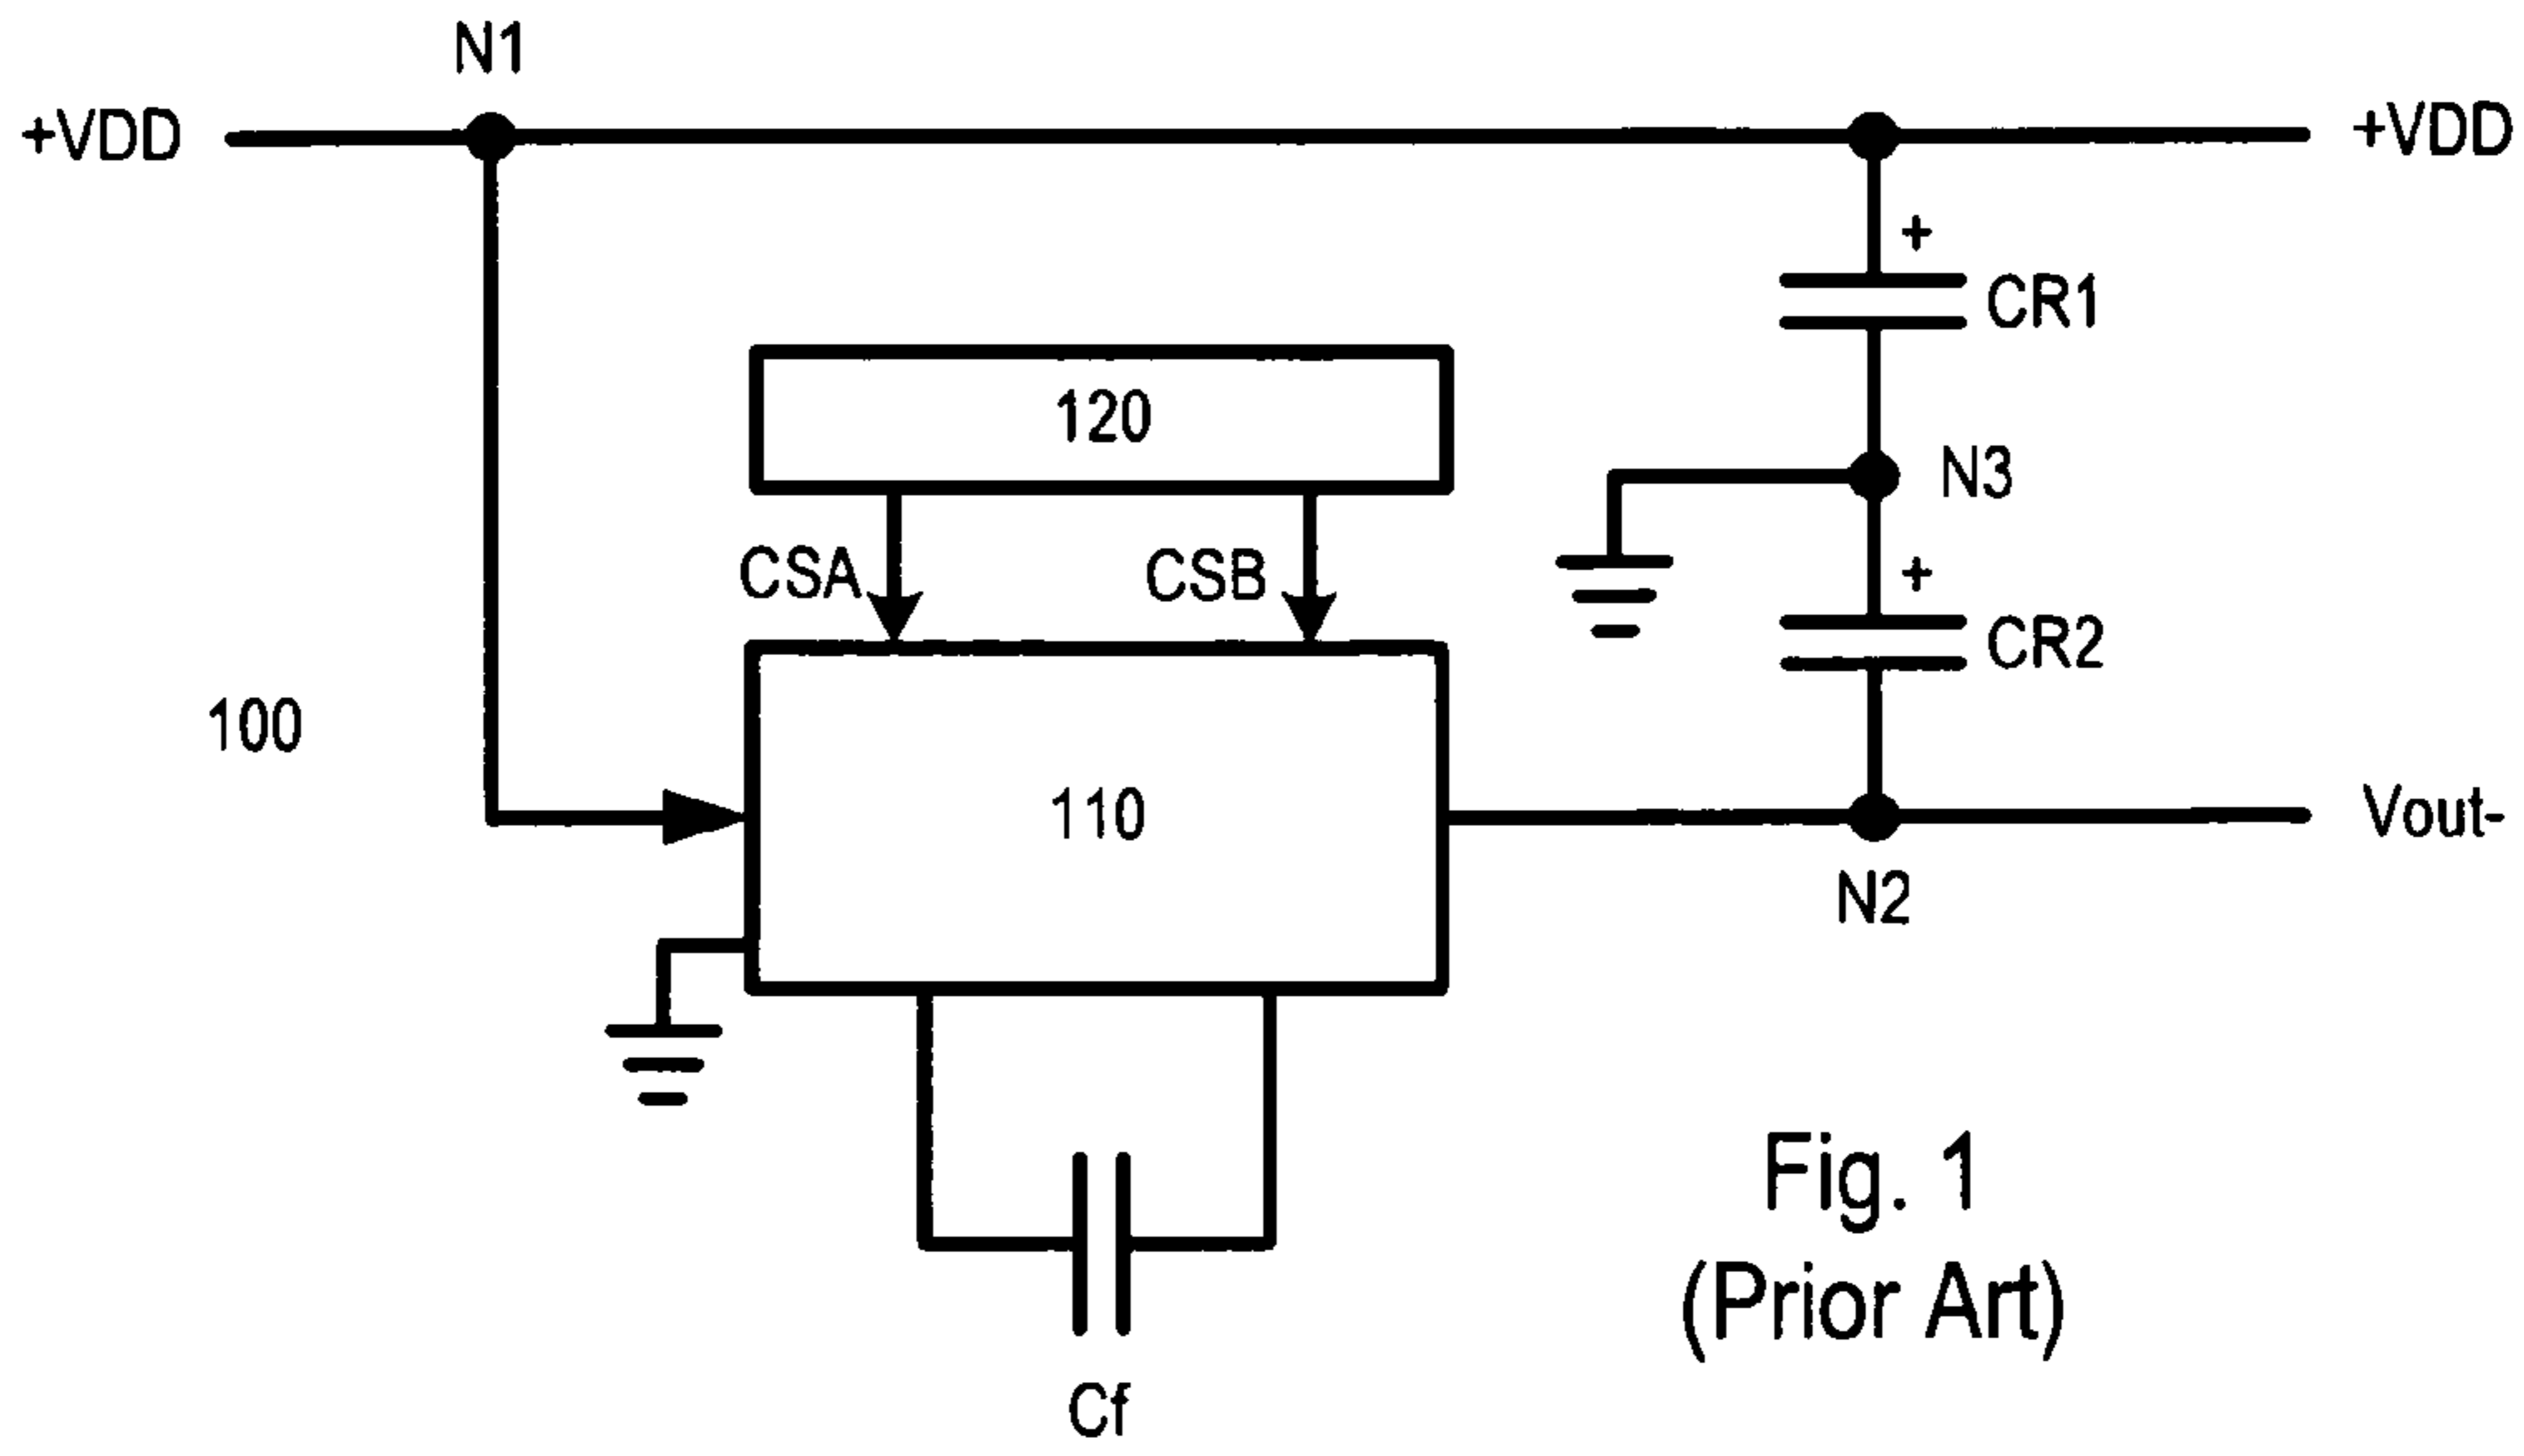 N1
+VDD
+VDD
+
CR1
120
N3
CSA
CSB
+
CR2
100
110
Vout-
N2
Fig. 1
(Prior Art)
Cf